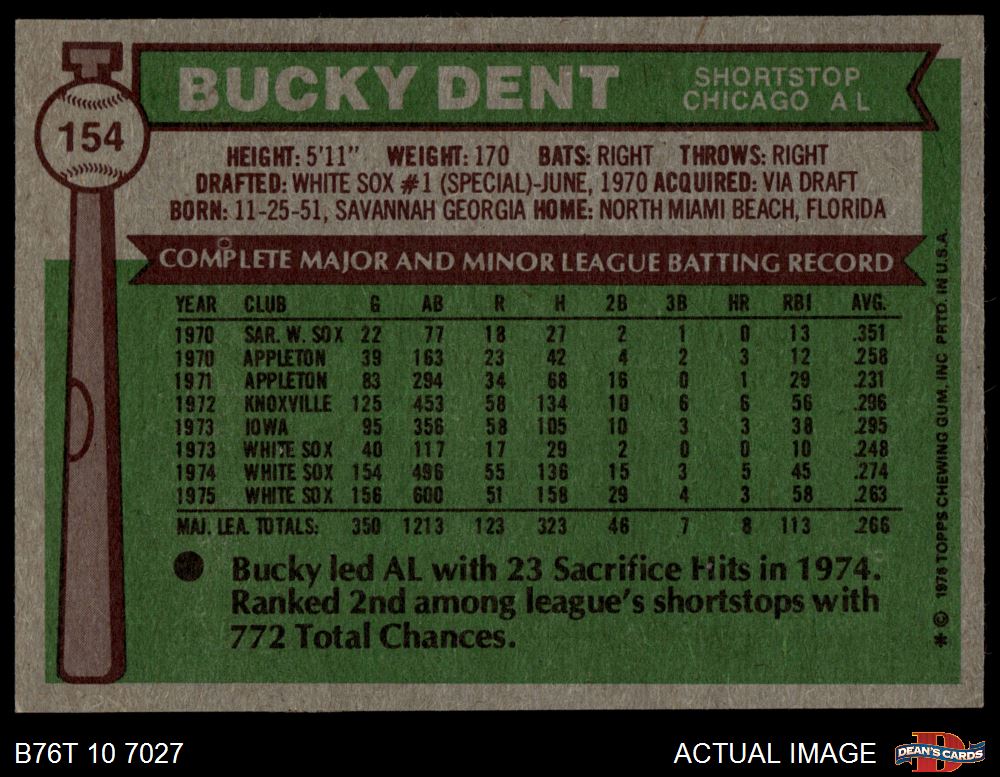 BUCKY DENT
SHORTSTOP
CHICAGO A L
154
HEIGHT: 5'11" WEIGHT: 170 BATS: RIGHT THROWS: RIGHT
DRAFTED: WHITE SOX #1 (SPECIAL)-JUNE, 1970 ACQUIRED: VIA DRAFT
BORN: 11-25-51, SAVANNAH GEORGIA HOME: NORTH MIAMI BEACH, FLORIDA
COMPLETE MAJOR AND MINOR LEAGUE BATTING RECORD
YEAR CLUB G AB R H 2B 3B HR RBI AVG.
1970 SAR. W. SOX 22 77 18 27 2 1 0 13 .351
1970 APPLETON 39 163 23 42 4 2 3 12 .258
1971 APPLETON 83 294 34 68 16 0 1 29 .231
1972 KNOXVILLE 125 453 58 134 10 6 6 56 .296
1973 IOWA 95 356 58 105 10 3 3 38 .295
1973 WHITE SOX 40 117 17 29 2 0 0 10 .248
1974 WHITE SOX 154 496 55 136 15 3 5 45 .274
1975 WHITE SOX 156 600 51 158 29 4 3 58 .263
MAJ. LEA. TOTALS: 350 1213 123 323 46 7 8 113 .266
● Bucky led AL with 23 Sacrifice Hits in 1974.
Ranked 2nd among league's shortstops with
772 Total Chances.
* © 1976 TOPPS CHEWING GUM, INC PRTD. IN U.S.A.
B76T 10 7027
ACTUAL IMAGE
DEAN'S CARDS